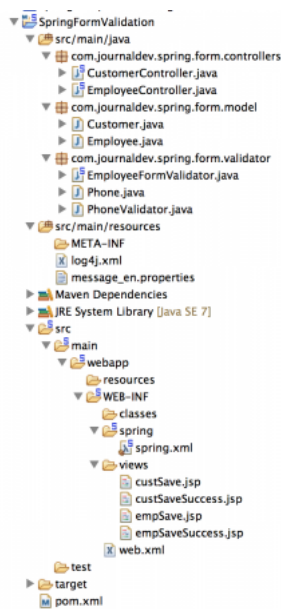 SpringFormValidation
src/main/java
com.journaldev.spring.form.controllers
CustomerController.java
EmployeeController.java
com.journaldev.spring.form.model
Customer.java
Employee.java
com.journaldev.spring.form.validator
EmployeeFormValidator.java
Phone.java
PhoneValidator.java
src/main/resources
META-INF
log4j.xml
message_en.properties
Maven Dependencies
JRE System Library [Java SE 7]
src
main
webapp
resources
WEB-INF
classes
spring
spring.xml
views
custSave.jsp
custSaveSuccess.jsp
empSave.jsp
empSaveSuccess.jsp
web.xml
test
target
pom.xml